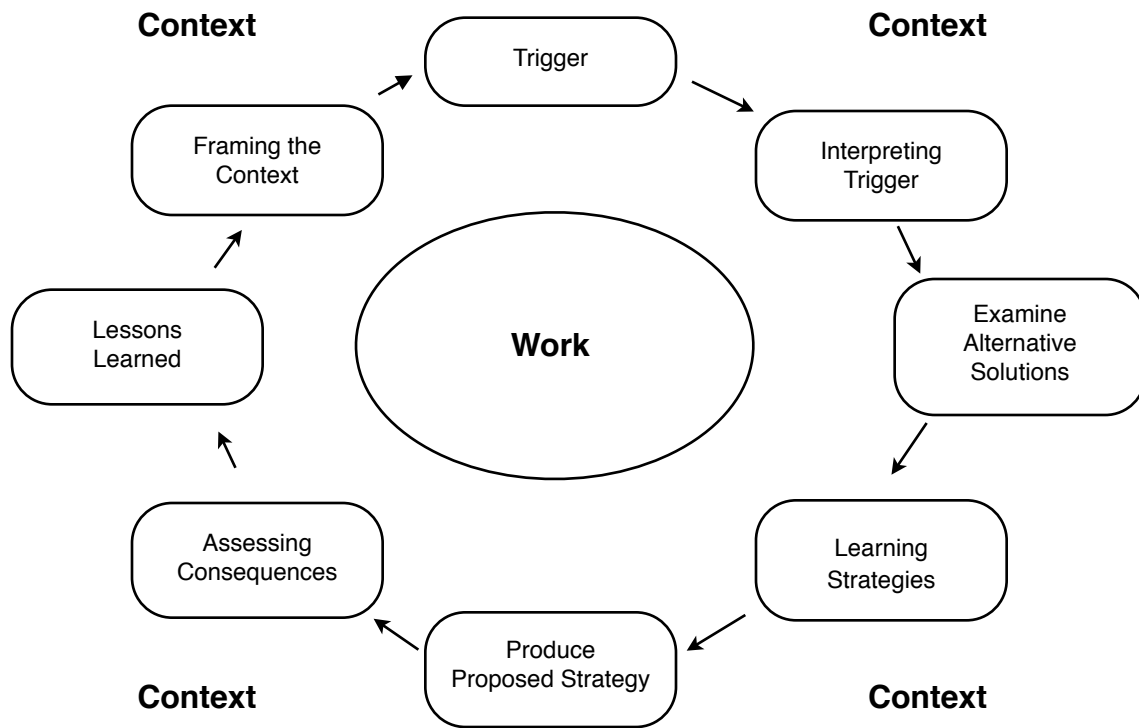 Context
Context
Trigger
Framing the
Context
Interpreting
Trigger
Work
Lessons
Learned
Examine
Alternative
Solutions
Assessing
Consequences
Learning
Strategies
Produce
Proposed Strategy
Context
Context